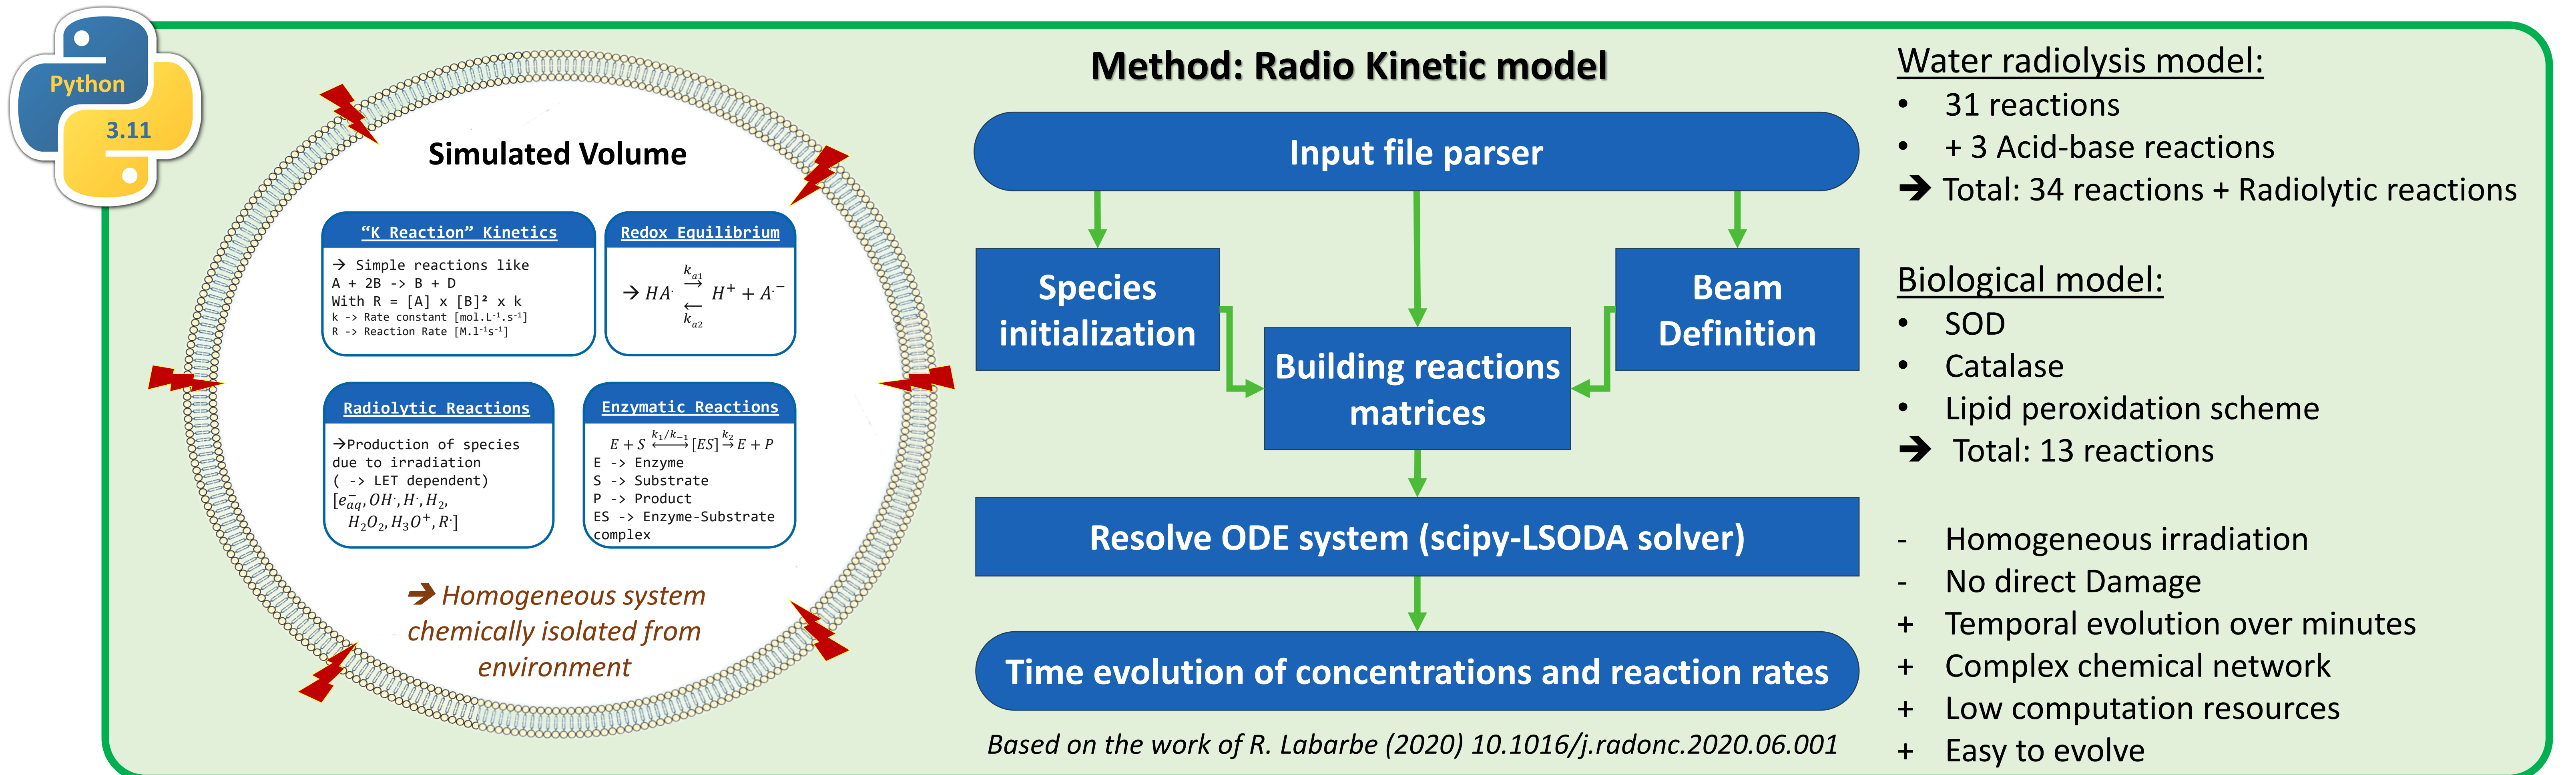 Python
3.11
Simulated Volume
“K Reaction” Kinetics
→ Simple reactions like
A + 2B -> B + D
With R = [A] x [B]² x k
k -> Rate constant [mol.L⁻¹.s⁻¹]
R -> Reaction Rate [M.l⁻¹s⁻¹]
Redox Equilibrium
k_{a1}
→ HA· → ← H⁺ + A·⁻
k_{a2}
Radiolytic Reactions
→Production of species
due to irradiation
( -> LET dependent)
[e⁻_{aq}, OH·, H·, H₂,
H₂O₂, H₃O⁺, R·]
Enzymatic Reactions
E + S ⟷ [ES] → E + P
k₁/k₋₁ k₂
E -> Enzyme
S -> Substrate
P -> Product
ES -> Enzyme-Substrate
complex
➔ Homogeneous system
chemically isolated from
environment
Method: Radio Kinetic model
Input file parser
Species
initialization
Building reactions
matrices
Beam
Definition
Resolve ODE system (scipy-LSODA solver)
Time evolution of concentrations and reaction rates
Based on the work of R. Labarbe (2020) 10.1016/j.radonc.2020.06.001
Water radiolysis model:
• 31 reactions
• + 3 Acid-base reactions
➔ Total: 34 reactions + Radiolytic reactions
Biological model:
• SOD
• Catalase
• Lipid peroxidation scheme
➔ Total: 13 reactions
- Homogeneous irradiation
- No direct Damage
+ Temporal evolution over minutes
+ Complex chemical network
+ Low computation resources
+ Easy to evolve